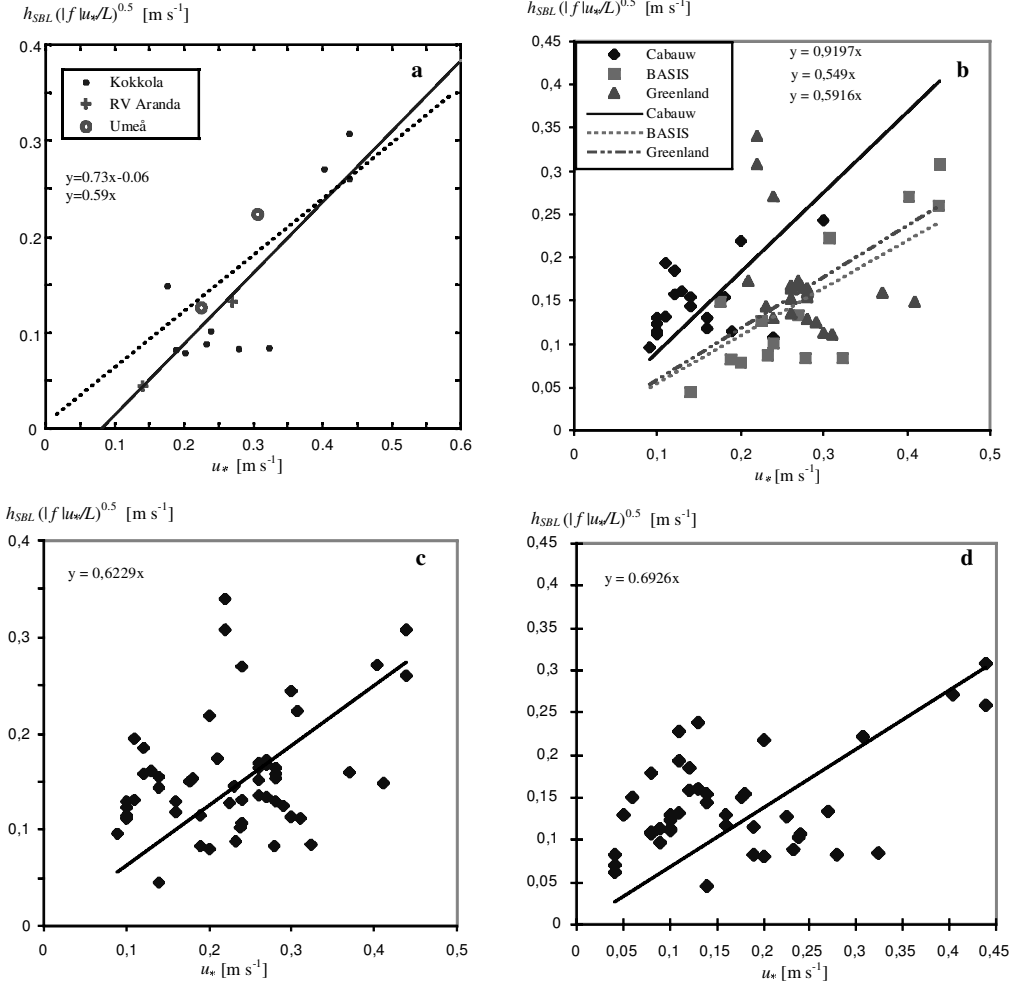 h_SBL (|f|u*/L)^0.5 [m s^-1]
0.4
a
Kokkola
RV Aranda
Umeå
0.3
y=0.73x-0.06
y=0.59x
0.2
0.1
0
0 0.1 0.2 0.3 0.4 0.5 0.6
u* [m s^-1]
h_SBL (|f|u*/L)^0.5 [m s^-1]
0,45
Cabauw
BASIS
Greenland
Cabauw
BASIS
Greenland
y = 0,9197x
y = 0,549x
y = 0,5916x
b
0,4
0,35
0,3
0,25
0,2
0,15
0,1
0,05
0
0 0,1 0,2 0,3 0,4 0,5
u* [m s^-1]
h_SBL (|f|u*/L)^0.5 [m s^-1]
0,4
c
y = 0,6229x
0,3
0,2
0,1
0
0 0,1 0,2 0,3 0,4 0,5
u* [m s^-1]
h_SBL (|f|u*/L)^0.5 [m s^-1]
0,45
d
y = 0.6926x
0,4
0,35
0,3
0,25
0,2
0,15
0,1
0,05
0
0 0,05 0,1 0,15 0,2 0,25 0,3 0,35 0,4 0,45
u* [m s^-1]